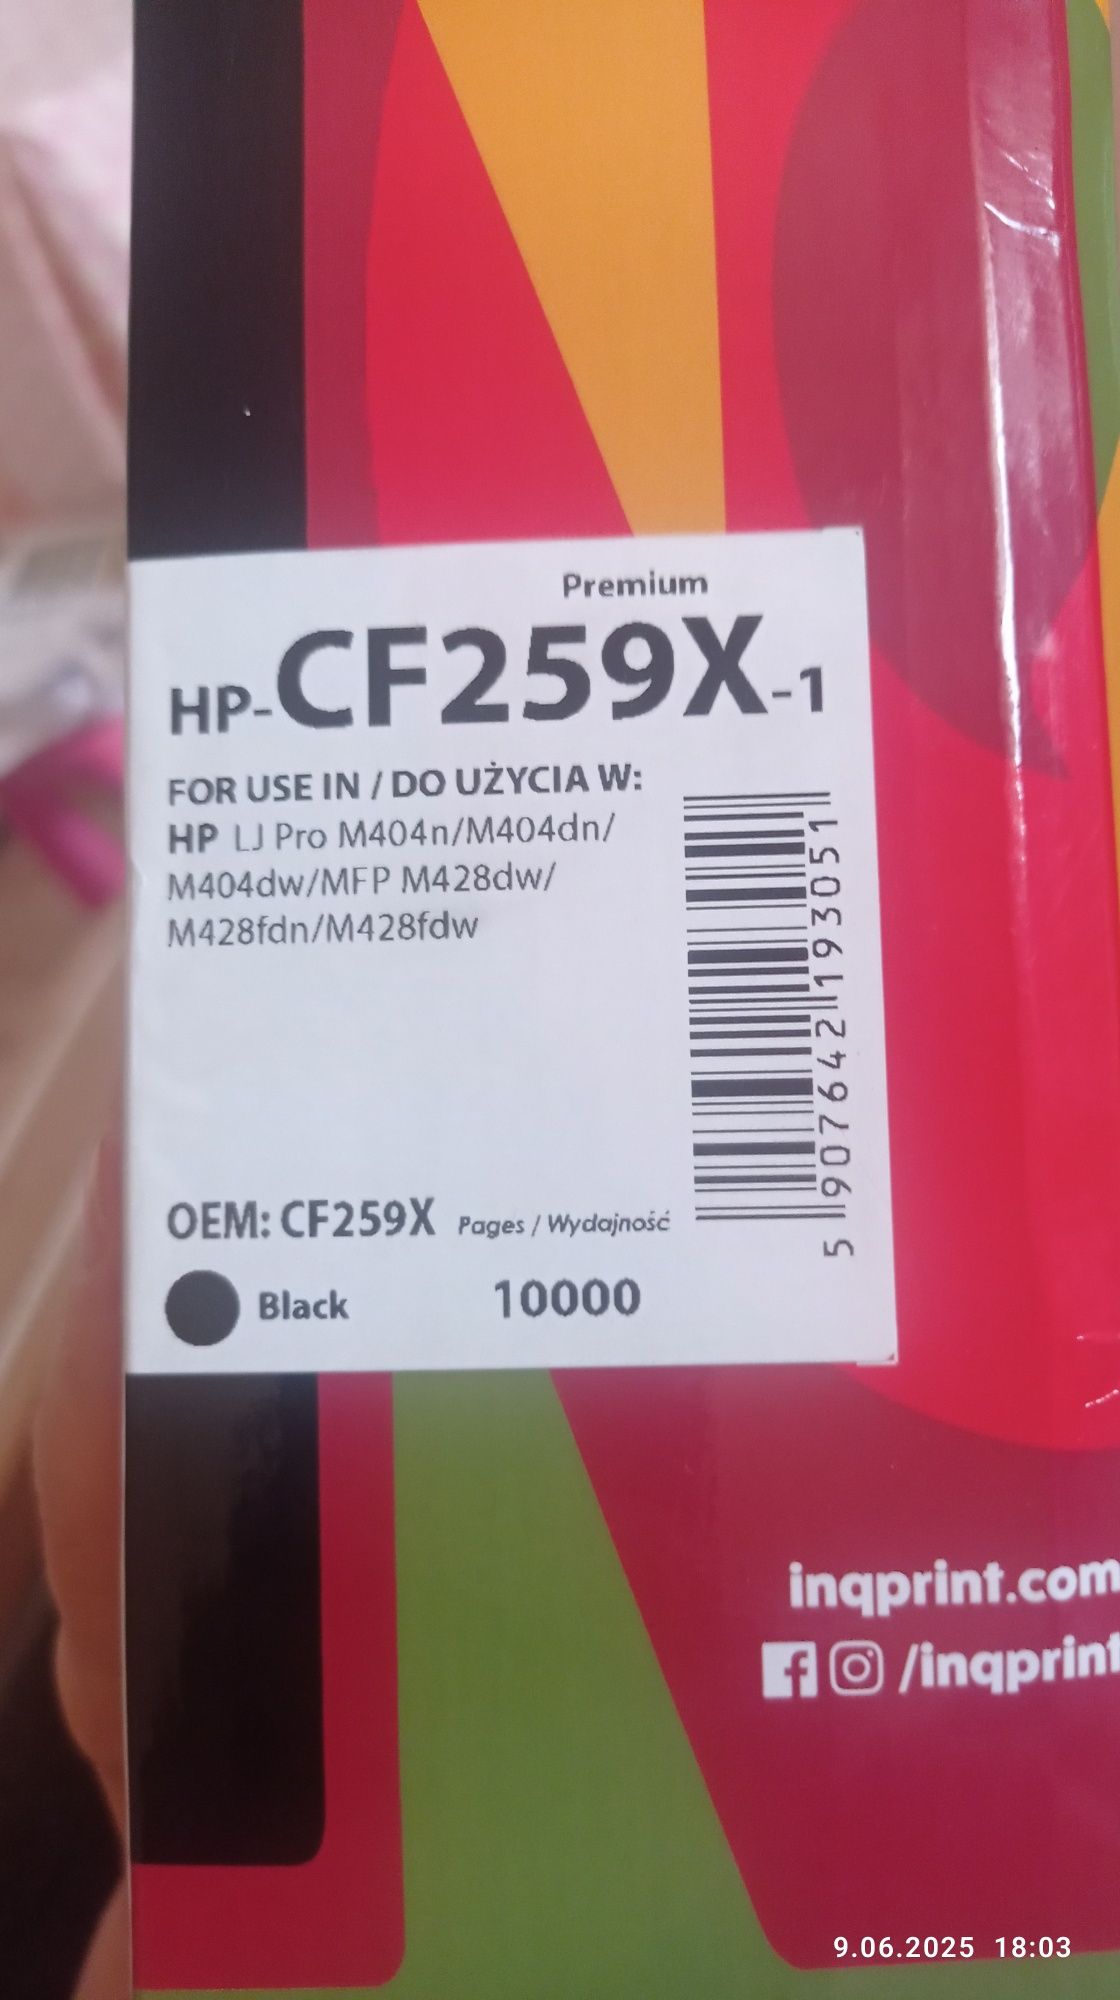 Premium
HP-CF259X-1
FOR USE IN / DO UŻYCIA W:
HP LJ Pro M404n/M404dn/
M404dw/MFP M428dw/
M428fdn/M428fdw
5 907642 193051
OEM: CF259X Pages / Wydajność
Black 10000
inqprint.com
/inqprint
9.06.2025 18:03